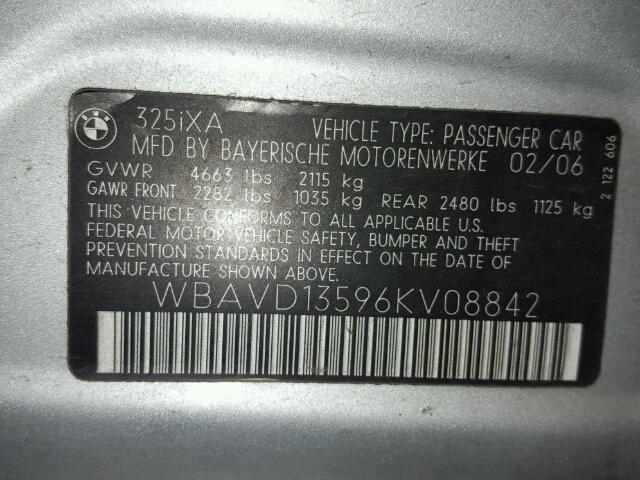 BMW
325iXA VEHICLE TYPE: PASSENGER CAR
MFD BY BAYERISCHE MOTORENWERKE 02/06
GVWR 4663 lbs 2115 kg
GAWR FRONT 2282 lbs 1035 kg REAR 2480 lbs 1125 kg
THIS VEHICLE CONFORMS TO ALL APPLICABLE U.S.
FEDERAL MOTOR VEHICLE SAFETY, BUMPER AND THEFT
PREVENTION STANDARDS IN EFFECT ON THE DATE OF
MANUFACTURE SHOWN ABOVE.
WBAVD13596KV08842
2 122 606